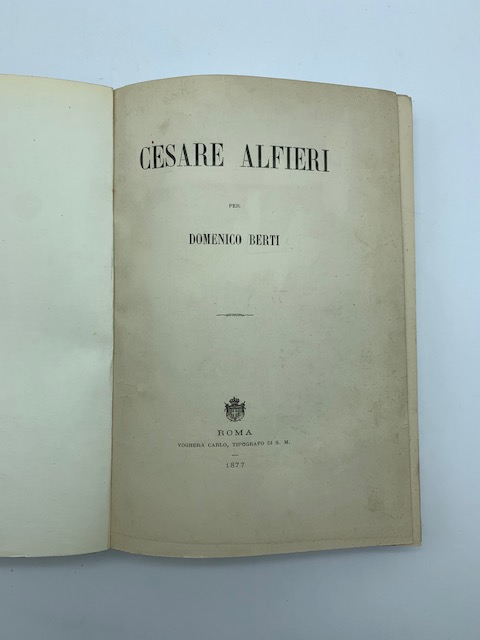 CESARE ALFIERI
PER
DOMENICO BERTI
ROMA
VOGHERA CARLO, TIPOGRAFO DI S. M.
1877